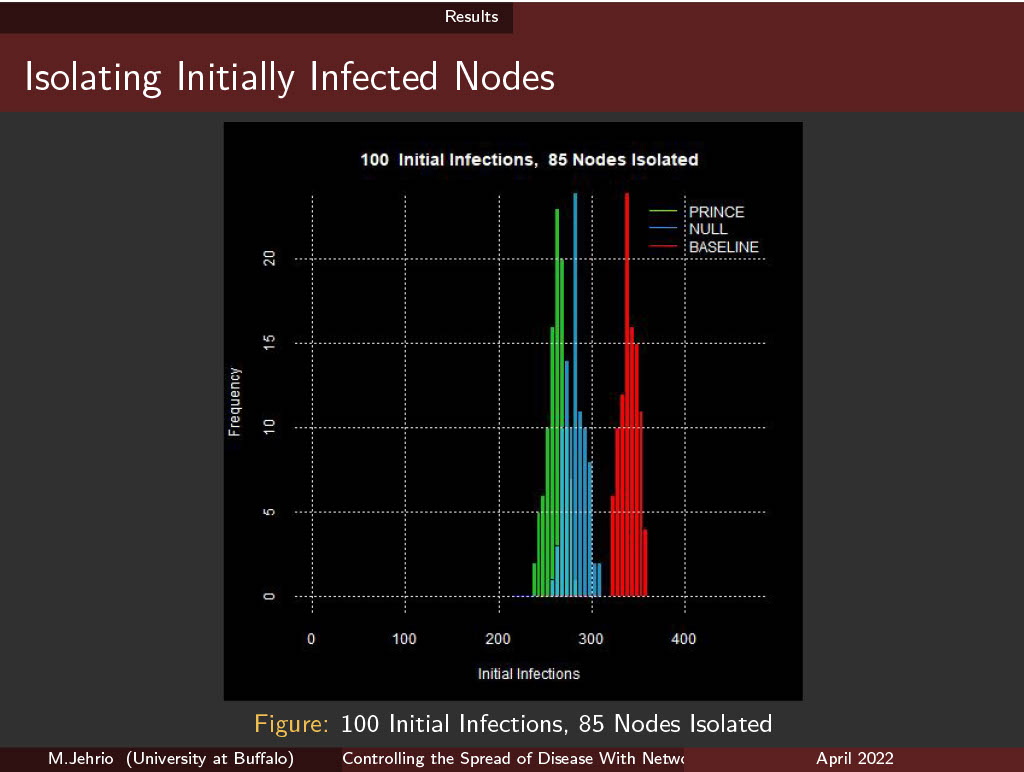 Results
Isolating Initially Infected Nodes
100 Initial Infections, 85 Nodes Isolated
PRINCE
NULL
BASELINE
Frequency
20
15
10
5
0
0 100 200 300 400
Initial Infections
Figure: 100 Initial Infections, 85 Nodes Isolated
M.Jehrio (University at Buffalo) Controlling the Spread of Disease With Netwo April 2022